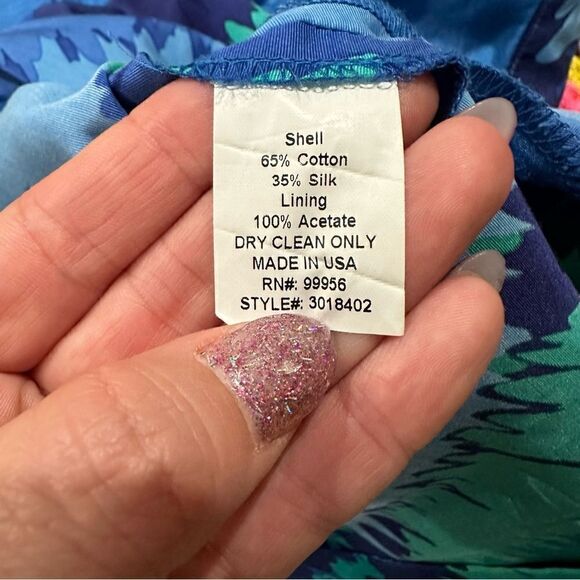 Shell
65% Cotton
35% Silk
Lining
100% Acetate
DRY CLEAN ONLY
MADE IN USA
RN#: 99956
STYLE#: 3018402